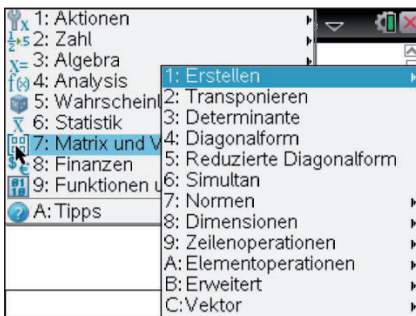 1: Aktionen
2: Zahl
3: Algebra
4: Analysis
5: Wahrscheinl
6: Statistik
7: Matrix und V
8: Finanzen
9: Funktionen u
A: Tipps
1: Erstellen
2: Transponieren
3: Determinante
4: Diagonalform
5: Reduzierte Diagonalform
6: Simultan
7: Normen
8: Dimensionen
9: Zeilenoperationen
A: Elementoperationen
B: Erweitert
C: Vektor